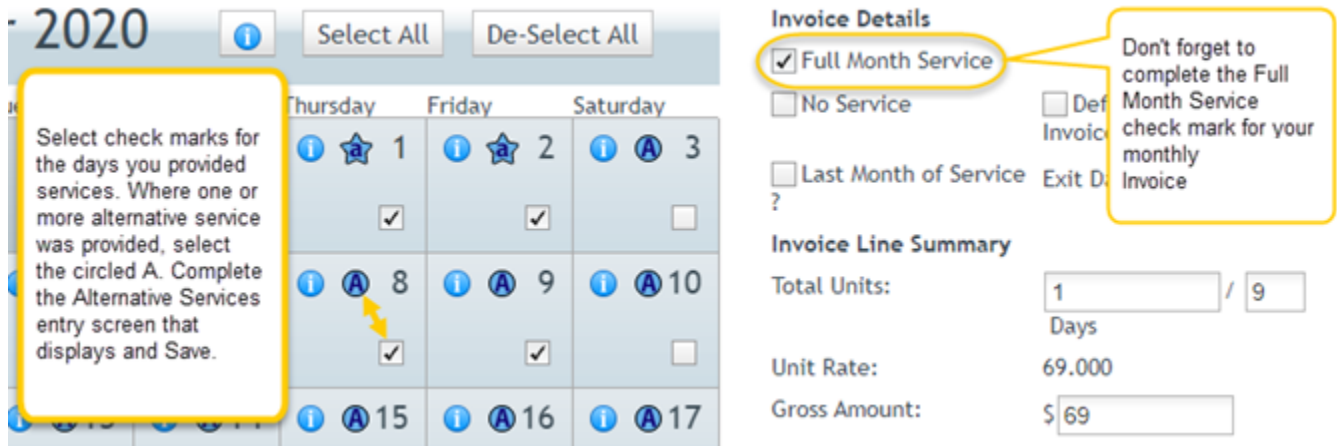 2020
Select All
De-Select All
Thursday Friday Saturday
a 1 a 2 A 3
A 8 A 9 A 10
A 15 A 16 A 17
Select check marks for
the days you provided
services. Where one or
more alternative service
was provided, select
the circled A. Complete
the Alternative Services
entry screen that
displays and Save.
Invoice Details
Full Month Service
No Service
Invoic
Last Month of Service
?
Invoice Line Summary
Total Units: 1 / 9
Days
Unit Rate: 69.000
Gross Amount: $ 69
Don't forget to
complete the Full
Month Service
check mark for your
monthly
Invoice